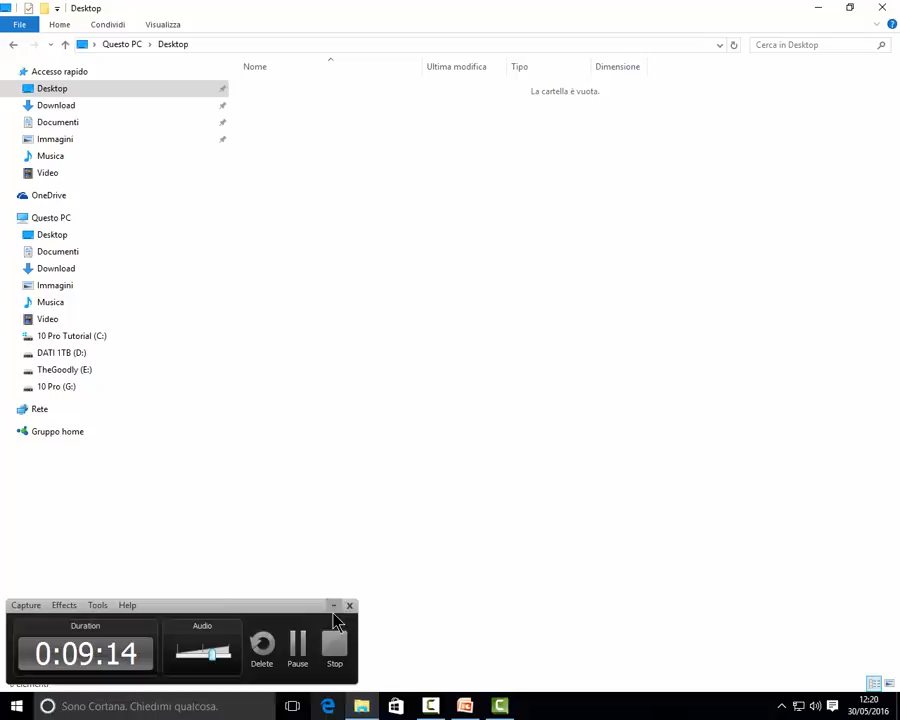 Desktop
File Home Condividi Visualizza
Questo PC Desktop Cerca in Desktop
Nome Ultima modifica Tipo Dimensione
La cartella è vuota.
Accesso rapido
Desktop
Download
Documenti
Immagini
Musica
Video
OneDrive
Questo PC
Desktop
Documenti
Download
Immagini
Musica
Video
10 Pro Tutorial (C:)
DATI 1TB (D:)
TheGoodly (E:)
10 Pro (G:)
Rete
Gruppo home
Capture Effects Tools Help
Duration Audio
0:09:14
Delete Pause Stop
Sono Cortana. Chiedimi qualcosa.
12:20
30/05/2016